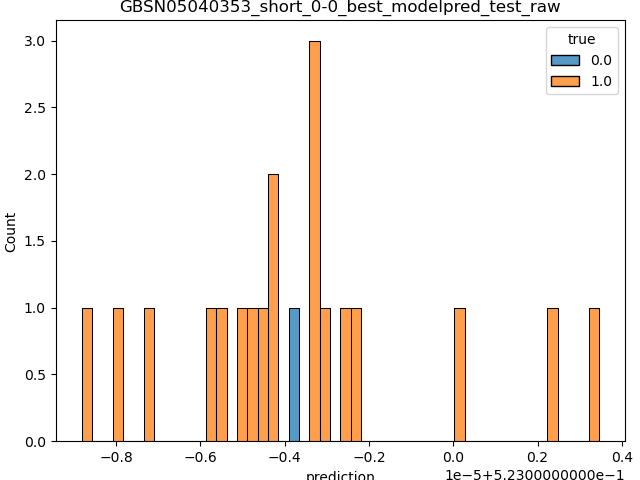 GBSN05040353_short_0-0_best_modelpred_test_raw
true
0.0
1.0
3.0
2.5
2.0
1.5
1.0
0.5
0.0
Count
−0.8 −0.6 −0.4 −0.2 0.0 0.2 0.4
prediction
1e−5+5.2300000000e−1